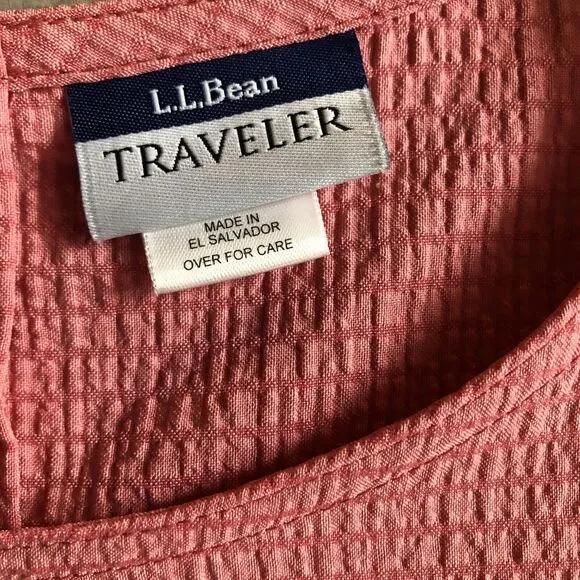 L.L.Bean
TRAVELER
MADE IN
EL SALVADOR
OVER FOR CARE